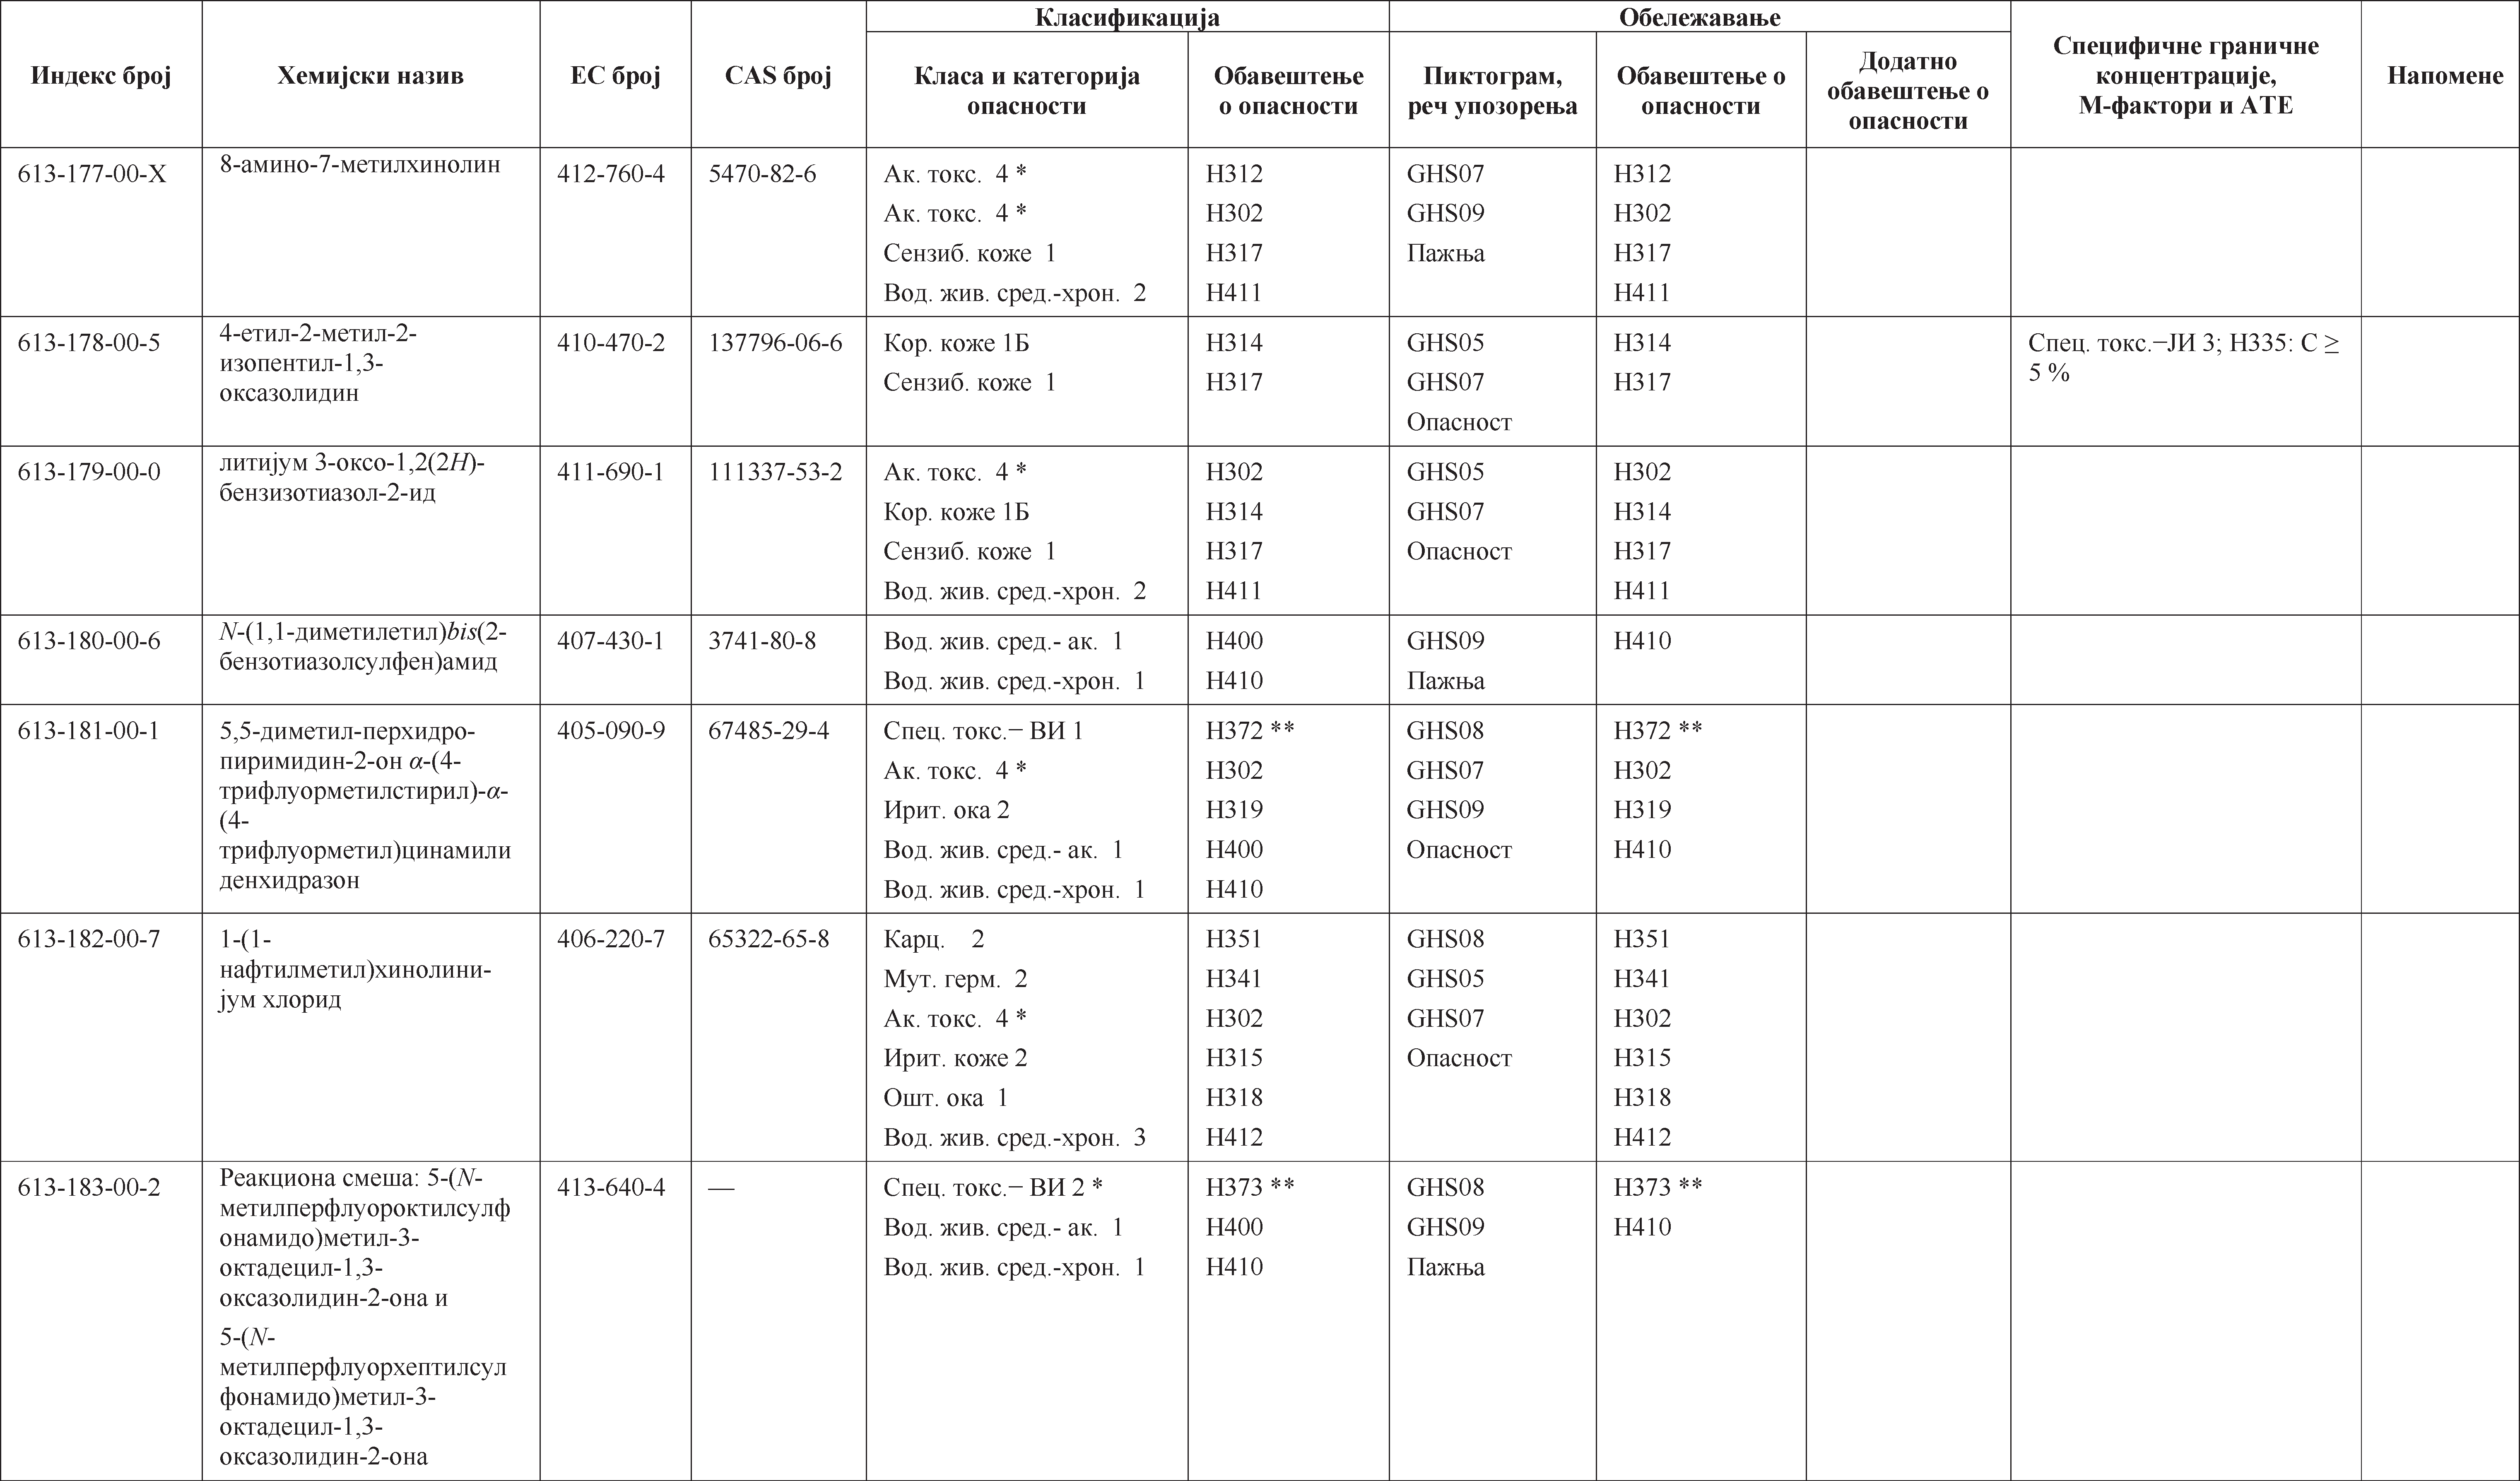 Класификација
Обележавање
Индекс број
Хемијски назив
ЕС број
CAS број
Класа и категорија
опасности
Обавештење
о опасности
Пиктограм,
реч упозорења
Обавештење о
опасности
Додатно
обавештење о
опасности
Специфичне граничне
концентрације,
М-фактори и АТЕ
Напомене
613-177-00-X
8-амино-7-метилхинолин
412-760-4
5470-82-6
Ак. токс. 4 *
Ак. токс. 4 *
Сензиб. коже 1
Вод. жив. сред.-хрон. 2
H312
H302
H317
H411
GHS07
GHS09
Пажња
H312
H302
H317
H411
613-178-00-5
4-етил-2-метил-2-
изопентил-1,3-
оксазолидин
410-470-2
137796-06-6
Кор. коже 1Б
Сензиб. коже 1
H314
H317
GHS05
GHS07
Опасност
H314
H317
Спец. токс.−ЈИ 3; H335: C ≥
5 %
613-179-00-0
литијум 3-оксо-1,2(2H)-
бензизотиазол-2-ид
411-690-1
111337-53-2
Ак. токс. 4 *
Кор. коже 1Б
Сензиб. коже 1
Вод. жив. сред.-хрон. 2
H302
H314
H317
H411
GHS05
GHS07
Опасност
H302
H314
H317
H411
613-180-00-6
N-(1,1-диметилетил)bis(2-
бензотиазолсулфен)амид
407-430-1
3741-80-8
Вод. жив. сред.- ак. 1
Вод. жив. сред.-хрон. 1
H400
H410
GHS09
Пажња
H410
613-181-00-1
5,5-диметил-перхидро-
пиримидин-2-он α-(4-
трифлуорметилстирил)-α-
(4-
трифлуорметил)цинамили
денхидразон
405-090-9
67485-29-4
Спец. токс.− ВИ 1
Ак. токс. 4 *
Ирит. ока 2
Вод. жив. сред.- ак. 1
Вод. жив. сред.-хрон. 1
H372 **
H302
H319
H400
H410
GHS08
GHS07
GHS09
Опасност
H372 **
H302
H319
H410
613-182-00-7
1-(1-
нафтилметил)хинолини-
јум хлорид
406-220-7
65322-65-8
Карц. 2
Мут. герм. 2
Ак. токс. 4 *
Ирит. коже 2
Ошт. ока 1
Вод. жив. сред.-хрон. 3
H351
H341
H302
H315
H318
H412
GHS08
GHS05
GHS07
Опасност
H351
H341
H302
H315
H318
H412
613-183-00-2
Реакциона смеша: 5-(N-
метилперфлуороктилсулф
онамидо)метил-3-
октадецил-1,3-
оксазолидин-2-она и
5-(N-
метилперфлуорхептилсул
фонамидо)метил-3-
октадецил-1,3-
оксазолидин-2-она
413-640-4
—
Спец. токс.− ВИ 2 *
Вод. жив. сред.- ак. 1
Вод. жив. сред.-хрон. 1
H373 **
H400
H410
GHS08
GHS09
Пажња
H373 **
H410